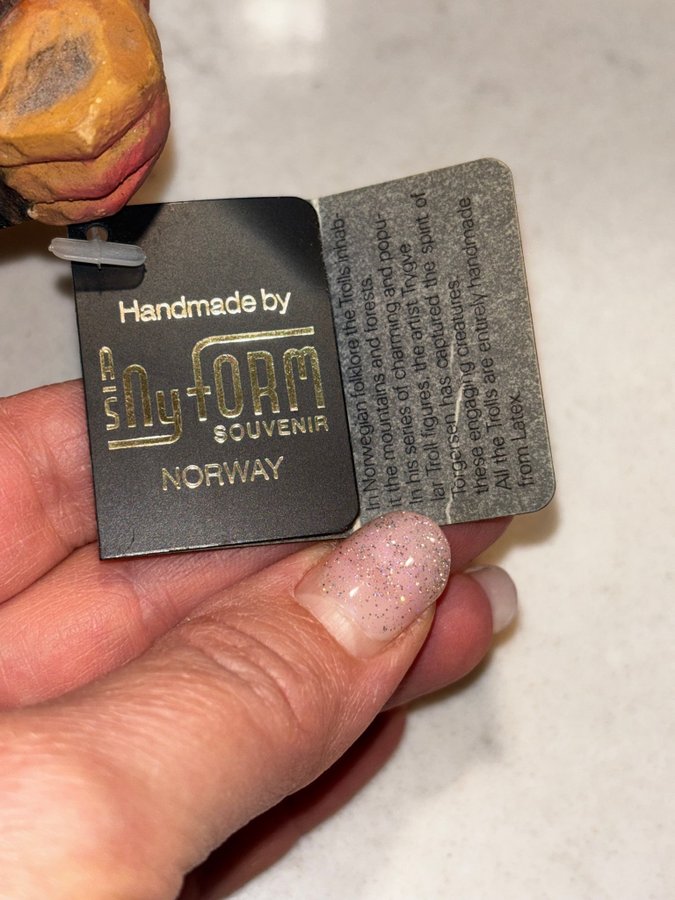 Handmade by
A/S Ny FORM
SOUVENIR
NORWAY
In Norwegian folklore the Trolls inhab-
it the mountains and forests.
In his series of charming and popu-
lar Troll figures, the artist Trygve
Torgersen has captured the spirit of
these engaging creatures.
All the Trolls are entirely handmade
from Latex.